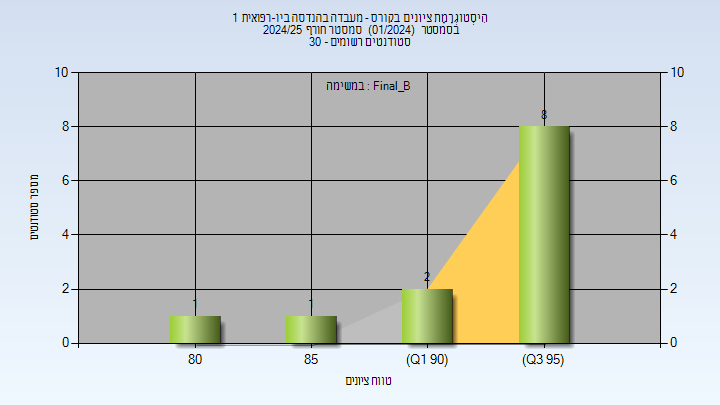 היסטוגרמת ציונים בקורס - מעבדה בהנדסה ביו-רפואית 1
בסמסטר (01/2024) סמסטר חורף 2024/25
סטודנטים רשומים - 30
במשימה : Final_B
מספר סטודנטים
10
8
6
4
2
0
10
8
6
4
2
0
1
1
2
8
80
85
(Q1 90)
(Q3 95)
טווח ציונים